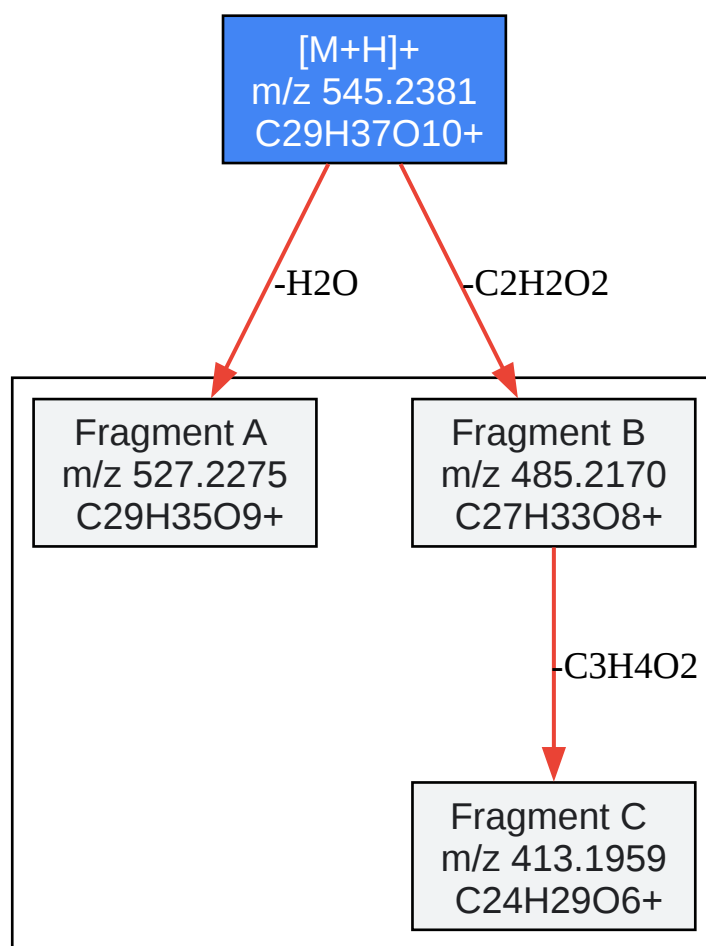 [M+H]+
m/z 545.2381
C29H37O10+
-H2O
-C2H2O2
Fragment A
m/z 527.2275
C29H35O9+
Fragment B
m/z 485.2170
C27H33O8+
-C3H4O2
Fragment C
m/z 413.1959
C24H29O6+